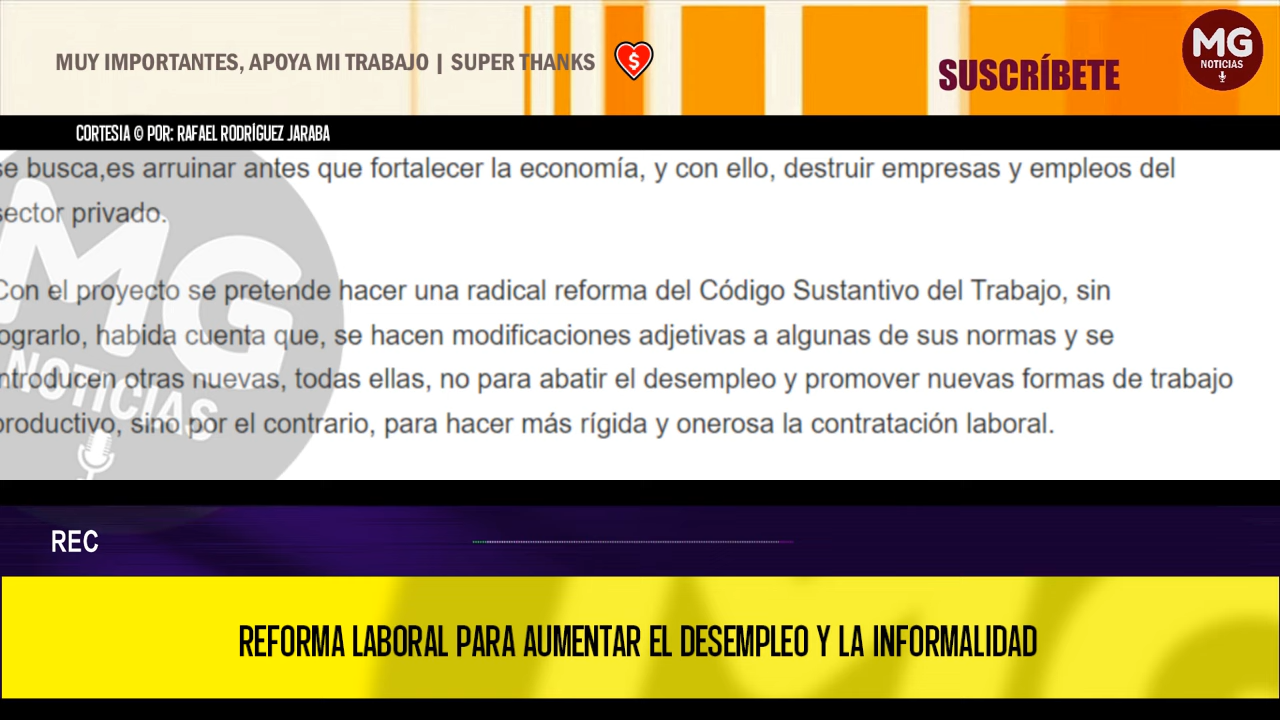 MUY IMPORTANTES, APOYA MI TRABAJO | SUPER THANKS
$
SUSCRÍBETE
MG
NOTICIAS
CORTESIA © POR: RAFAEL RODRÍGUEZ JARABA
se busca,es arruinar antes que fortalecer la economía, y con ello, destruir empresas y empleos del
sector privado.
Con el proyecto se pretende hacer una radical reforma del Código Sustantivo del Trabajo, sin
ograrlo, habida cuenta que, se hacen modificaciones adjetivas a algunas de sus normas y se
ntroducen otras nuevas, todas ellas, no para abatir el desempleo y promover nuevas formas de trabajo
productivo, sino por el contrario, para hacer más rígida y onerosa la contratación laboral.
MG
NOTICIAS
REC
REFORMA LABORAL PARA AUMENTAR EL DESEMPLEO Y LA INFORMALIDAD